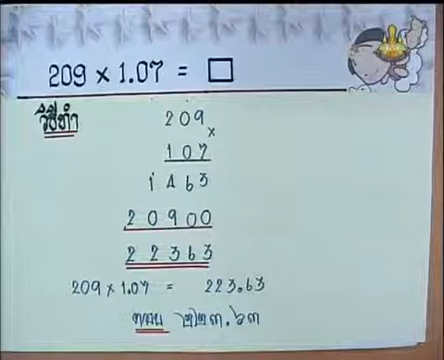 209 × 1.07 = □
วิธีทำ 209 ×
107
1463
20900
22363
209 × 1.07 = 223.63
ตอบ ๒๒๓.๖๓